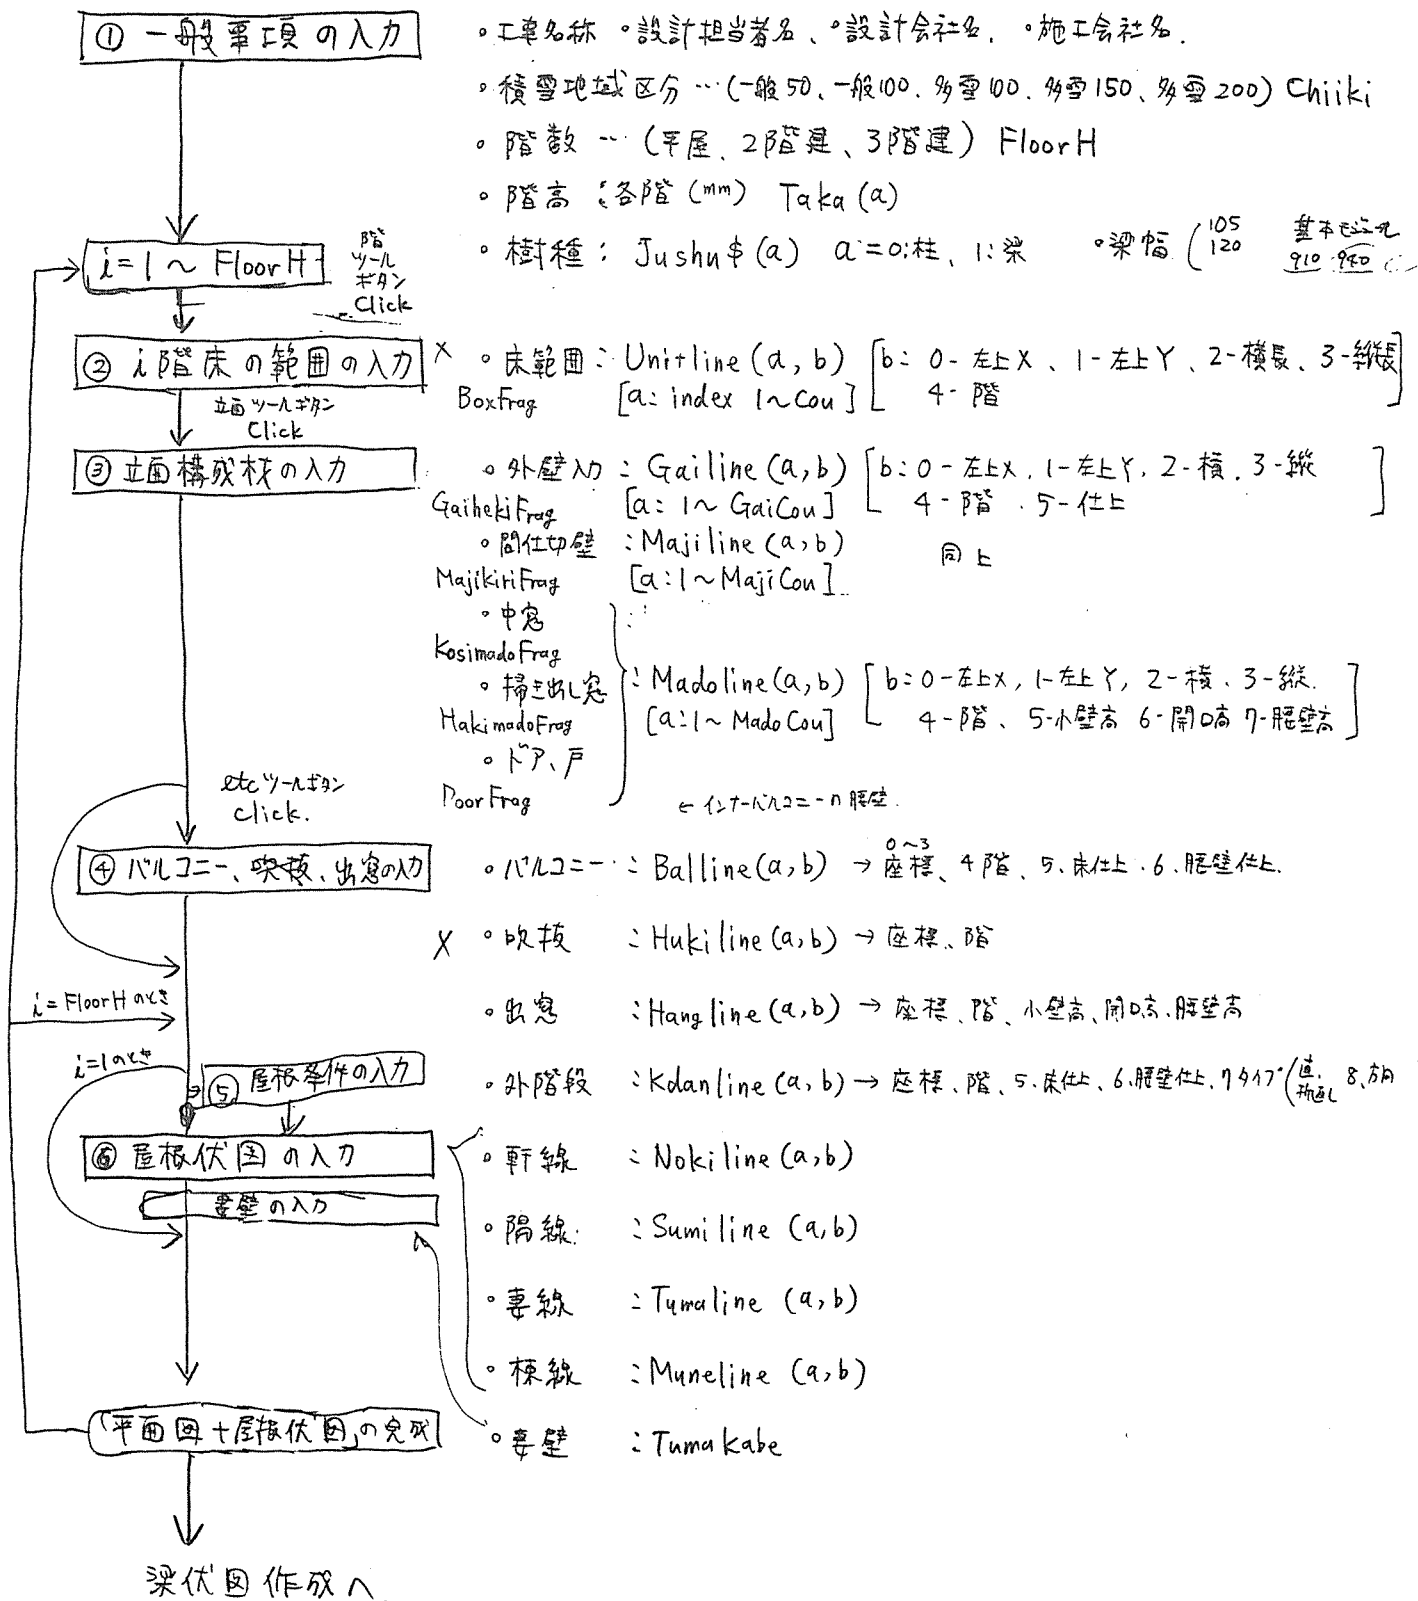 ① 一般事項の入力
・工事名称 ・設計担当者名、・設計会社名、・施工会社名、
・積雪地域区分…(一般50、一般100、多雪100、多雪150、多雪200) Chiiki
・階数 …(平屋、2階建、3階建) FloorH
・階高：各階(mm) Taka(a)
・樹種：Jushu$(a) a=0:柱、1:梁 ・梁幅(105 120 基本モジュール 910 940
i=1～FloorH
階ツールボタンClick
② i階床の範囲の入力
× ・床範囲：Unitline(a,b) [b：0-左上X、1-左上Y、2-横長、3-縦長
BoxFrag [a：index 1～Cou] 4-階]
立面ツールボタン
Click
③立面構成材の入力
・外壁入力：Gailine(a,b) [b：0-左上X、1-左上Y、2-横、3-縦
GaihekiFrag [a：1～GaiCou] 4-階、5-仕上]
・間仕切壁：Majiline(a,b) 同上
MajikiriFrag [a：1～MajiCou]
・中窓
KosimadoFrag
・掃き出し窓：Madoline(a,b) [b：0-左上X、1-左上Y、2-横、3-縦、
HakimadoFrag [a：1～MadoCou] 4-階、5-小壁高 6-開口高 7-腰壁高]
・ドア、戸
DoorFrag
←インナーバルコニーの腰壁
etcツールボタン
Click.
④ バルコニー、吹抜、出窓の入力
・バルコニー：Balline(a,b) → 0～3座標、4階、5.床仕上、6.腰壁仕上.
× ・吹抜：Hukiline(a,b) → 座標、階
i=FloorHのとき
・出窓：Hangline(a,b) → 座標、階、小壁高、開口高、腰壁高
i=1のとき
⑤ 屋根条件の入力
・外階段：Kdanline(a,b) → 座標、階、5.床仕上、6.腰壁仕上、7タイプ(直、折返し 8、方向
⑥ 屋根伏図の入力
・軒線：Nokiline(a,b)
妻壁の入力
・隅線：Sumiline(a,b)
・妻線：Tumaline(a,b)
・棟線：Muneline(a,b)
「平面図+屋根伏図」の完成
・妻壁：Tumakabe
梁伏図作成へ